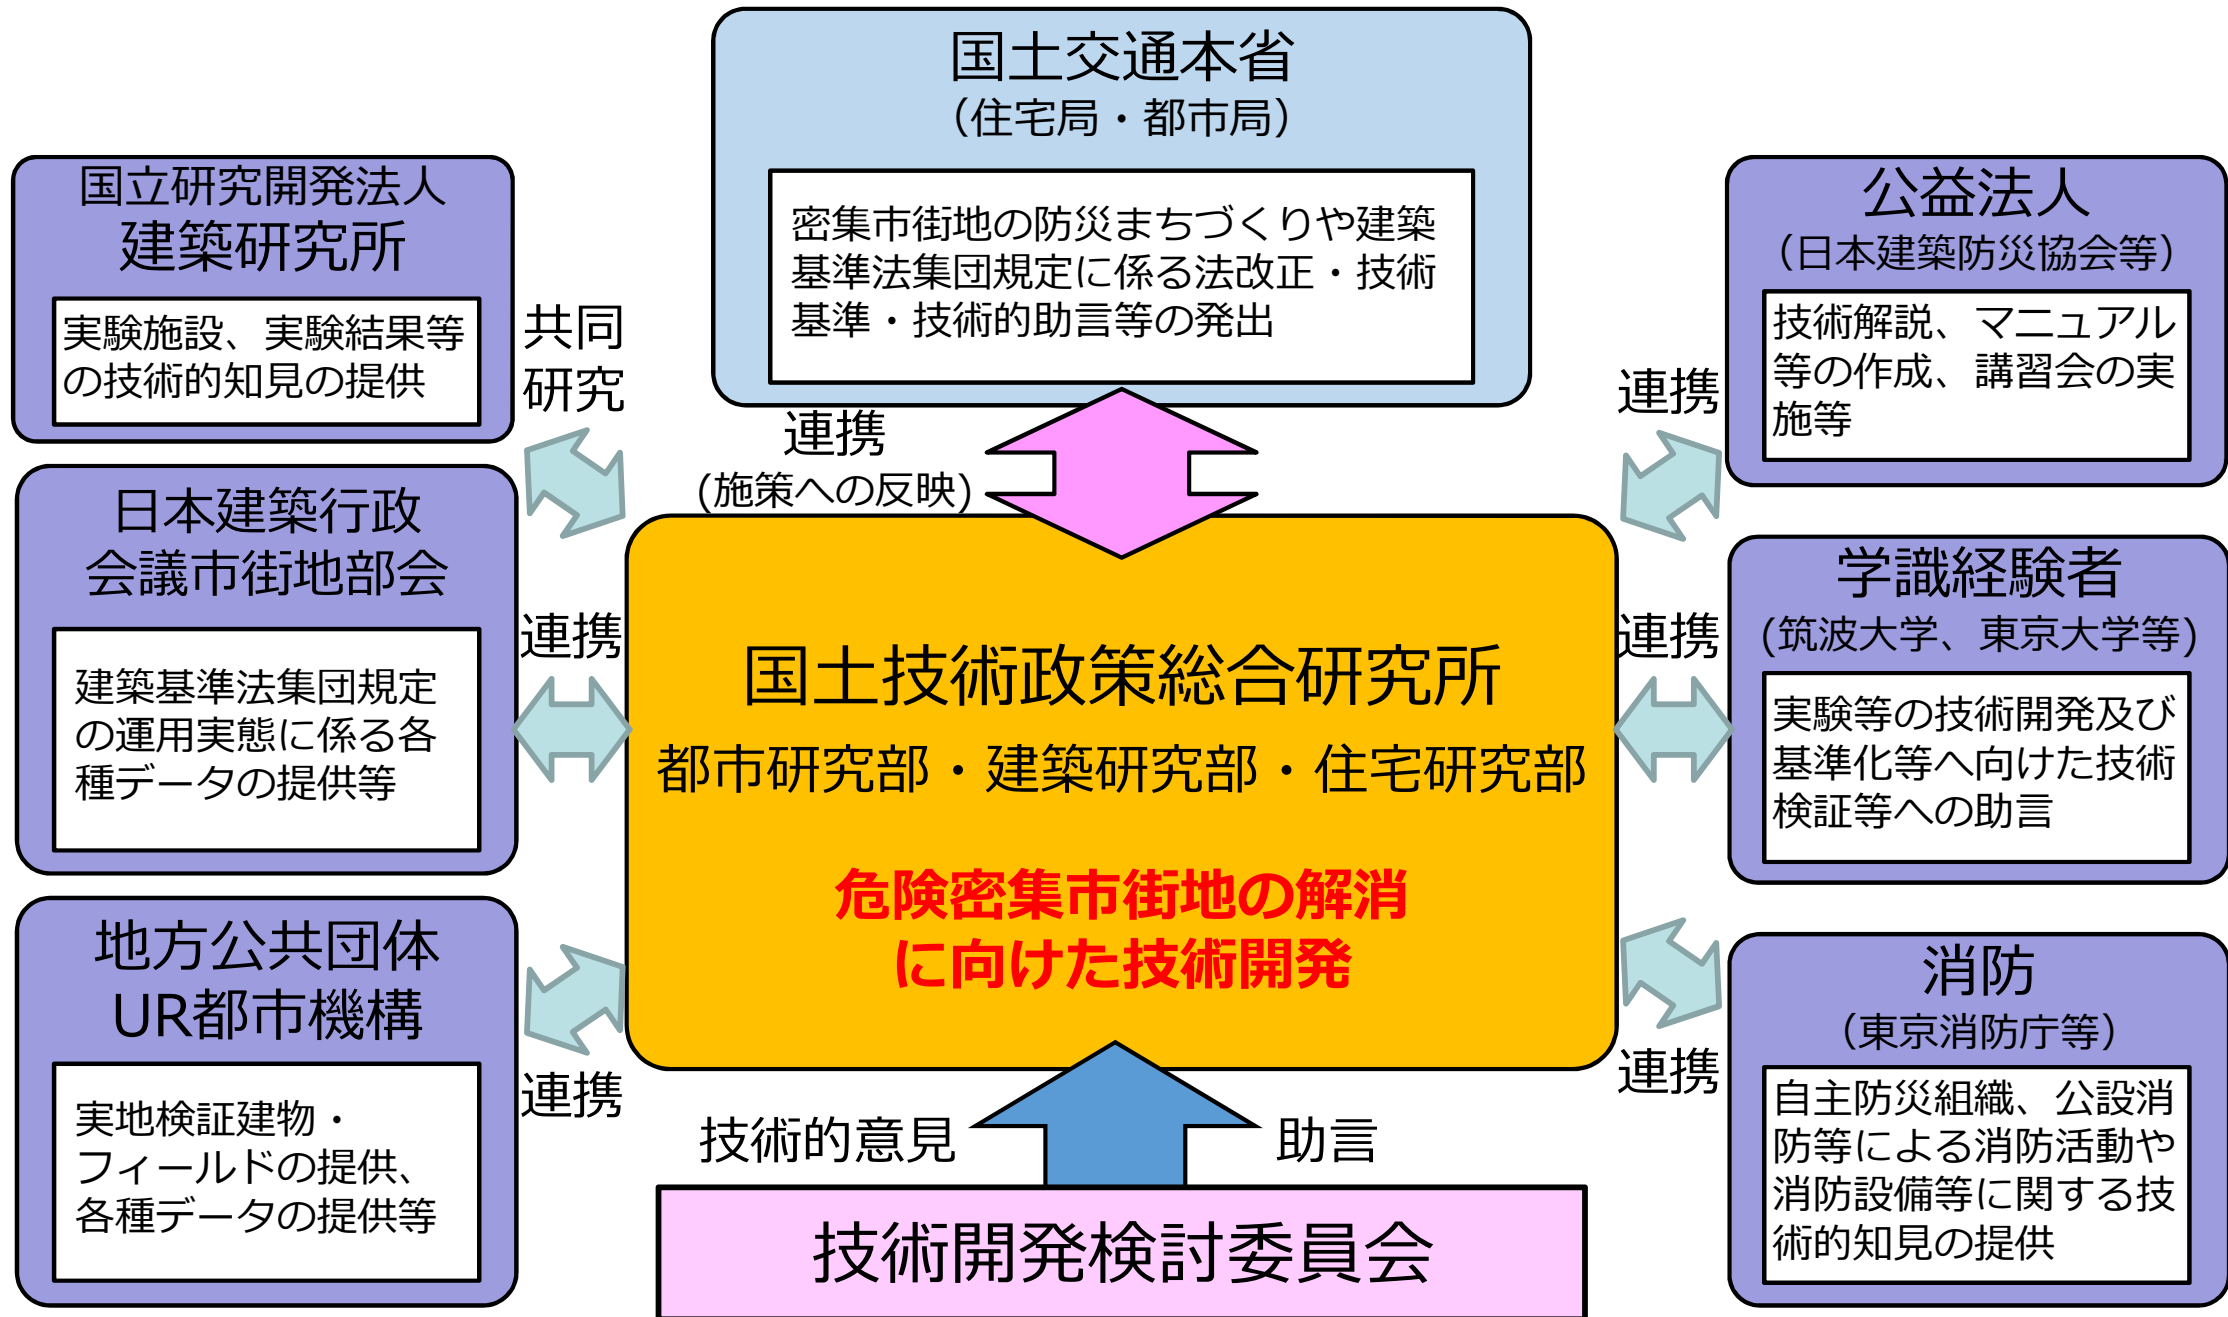 国土交通本省
（住宅局・都市局）
密集市街地の防災まちづくりや建築
基準法集団規定に係る法改正・技術
基準・技術的助言等の発出
国立研究開発法人
建築研究所
実験施設、実験結果等
の技術的知見の提供
共同
研究
日本建築行政
会議市街地部会
建築基準法集団規定
の運用実態に係る各
種データの提供等
連携
地方公共団体
UR都市機構
実地検証建物・
フィールドの提供、
各種データの提供等
連携
連携
(施策への反映)
国土技術政策総合研究所
都市研究部・建築研究部・住宅研究部
危険密集市街地の解消
に向けた技術開発
技術的意見
助言
技術開発検討委員会
公益法人
（日本建築防災協会等）
技術解説、マニュアル
等の作成、講習会の実
施等
連携
学識経験者
(筑波大学、東京大学等)
実験等の技術開発及び
基準化等へ向けた技術
検証等への助言
連携
消防
（東京消防庁等）
自主防災組織、公設消
防等による消防活動や
消防設備等に関する技
術的知見の提供
連携